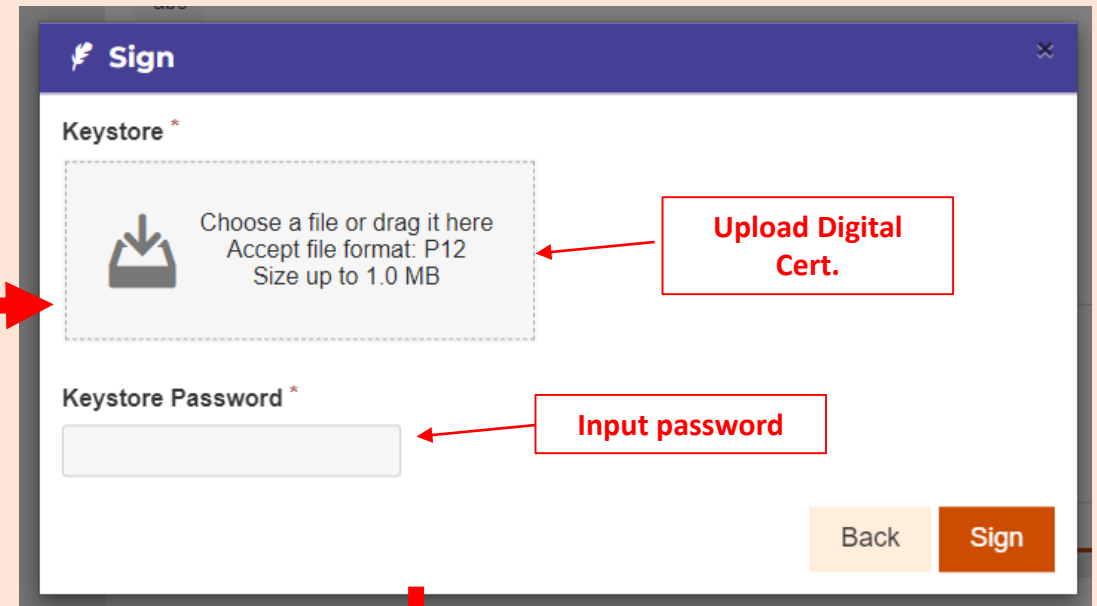 Sign
Keystore *
Choose a file or drag it here
Accept file format: P12
Size up to 1.0 MB
Upload Digital
Cert.
Keystore Password *
Input password
Back
Sign